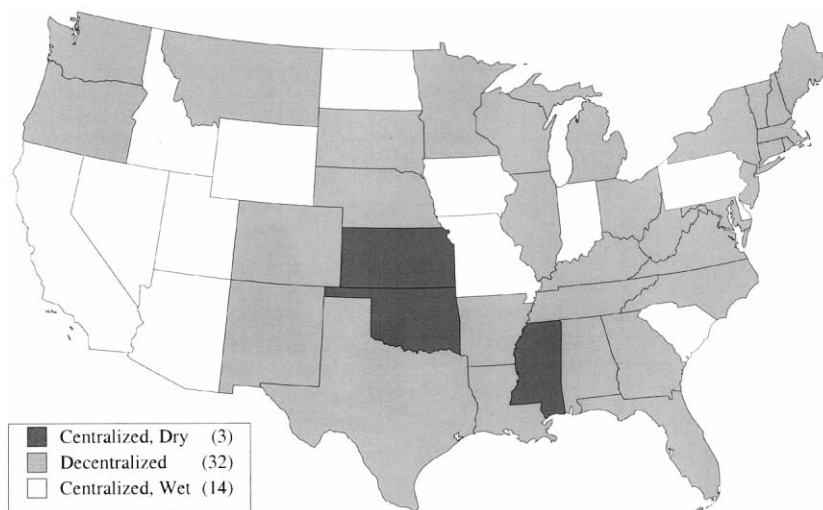 Centralized, Dry (3)
Decentralized (32)
Centralized, Wet (14)